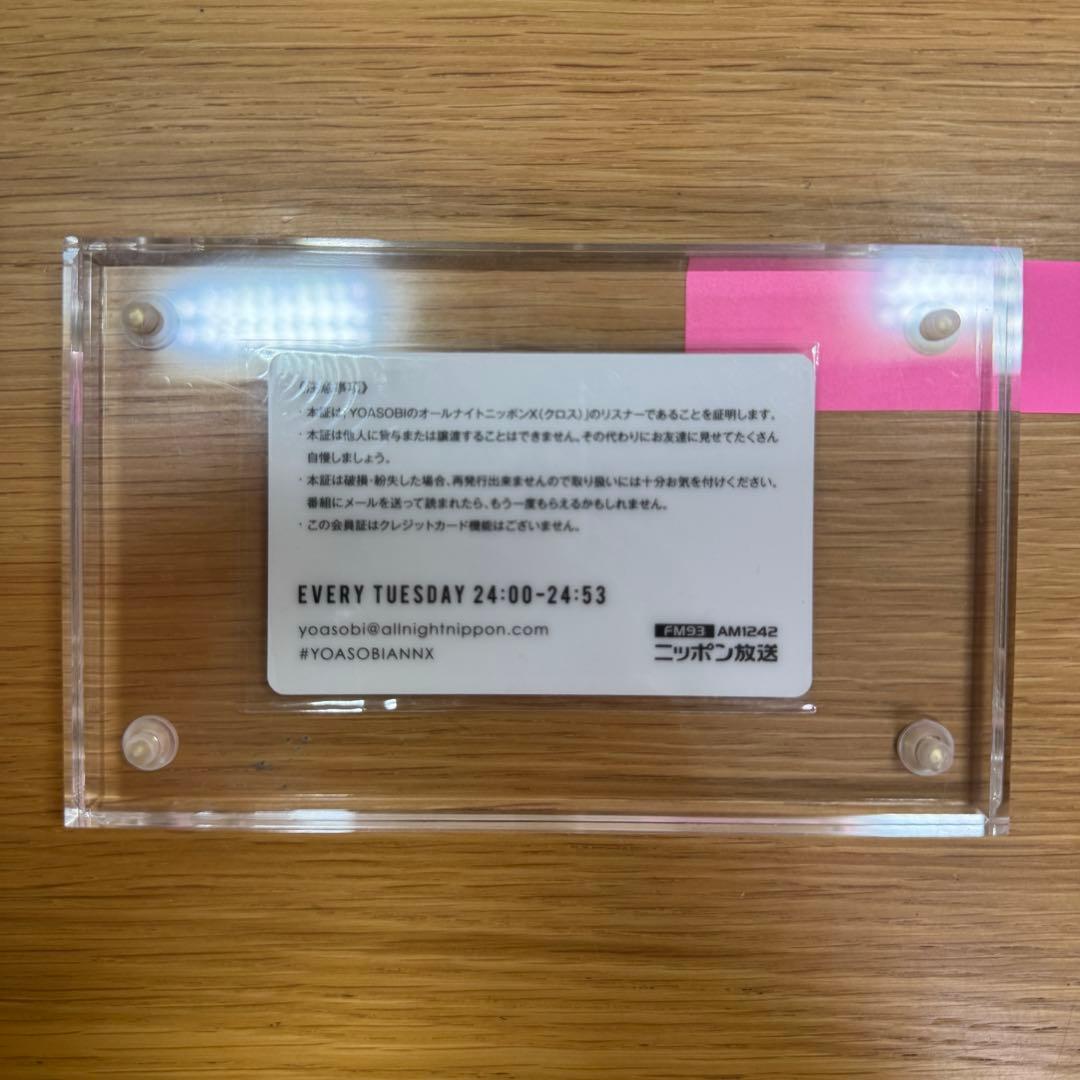 《注意事項》
・本証は、「YOASOBIのオールナイトニッポンX(クロス)」のリスナーであることを証明します。
・本証は他人に貸与または譲渡することはできません。その代わりにお友達に見せてたくさん
自慢しましょう。
・本証は破損・紛失した場合、再発行出来ませんので取り扱いには十分お気を付けください。
番組にメールを送って読まれたら、もう一度もらえるかもしれません。
・この会員証はクレジットカード機能はございません。
EVERY TUESDAY 24:00-24:53
yoasobi@allnightnippon.com
#YOASOBIANNX
FM93 AM1242
ニッポン放送